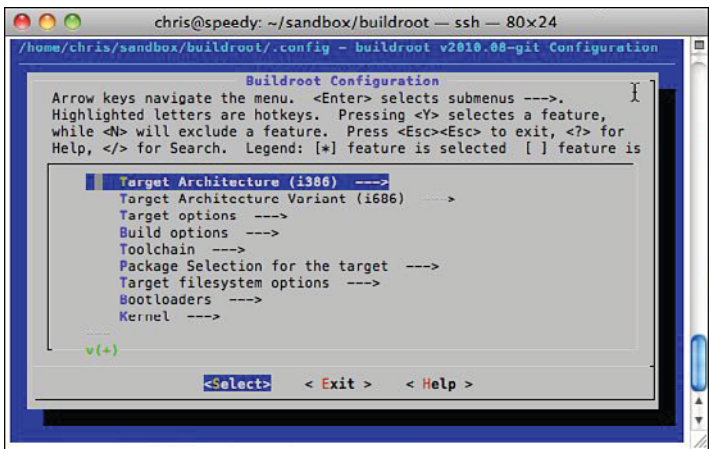 chris@speedy: ~/sandbox/buildroot — ssh — 80×24
/home/chris/sandbox/buildroot/.config - buildroot v2010.08-git Configuration
Buildroot Configuration
Arrow keys navigate the menu. <Enter> selects submenus --->.
Highlighted letters are hotkeys. Pressing <Y> selectes a feature,
while <N> will exclude a feature. Press <Esc><Esc> to exit, <?> for
Help, </> for Search. Legend: [*] feature is selected [ ] feature is
Target Architecture (i386) --->
Target Architecture Variant (i686) --->
Target options --->
Build options --->
Toolchain --->
Package Selection for the target --->
Target filesystem options --->
Bootloaders --->
Kernel --->
---
v(+)
<Select> < Exit > < Help >